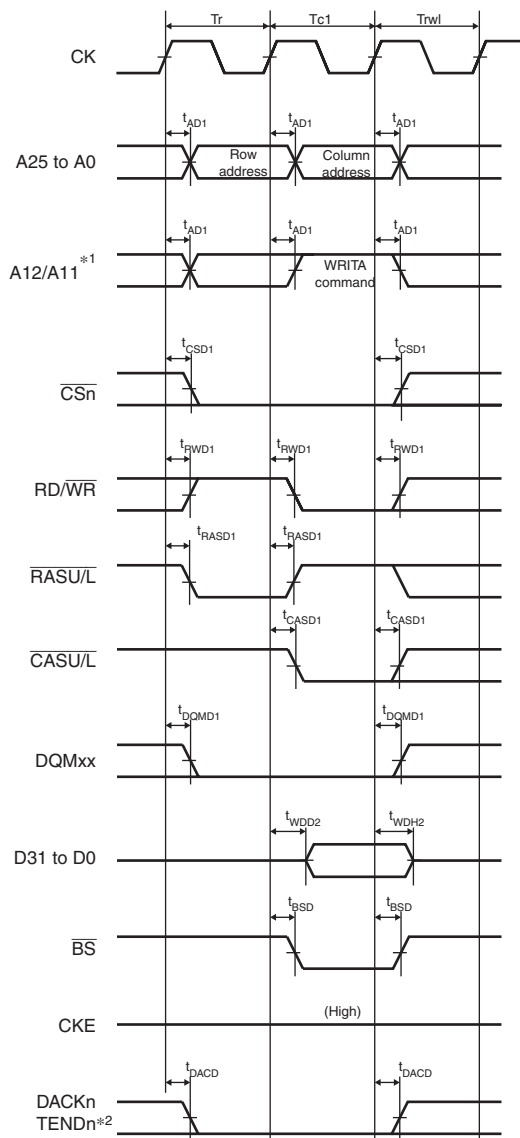 Tr Tc1 Trwl
CK
tAD1 tAD1 tAD1
A25 to A0
Row address
Column address
tAD1 tAD1 tAD1
A12/A11*1
WRITA command
tCSD1 tCSD1
CSn
tRWD1 tRWD1 tRWD1
RD/WR
tRASD1 tRASD1
RASU/L
tCASD1 tCASD1
CASU/L
tDQMD1 tDQMD1
DQMxx
tWDD2 tWDH2
D31 to D0
tBSD tBSD
BS
(High)
CKE
tDACD tDACD
DACKn
TENDn*2